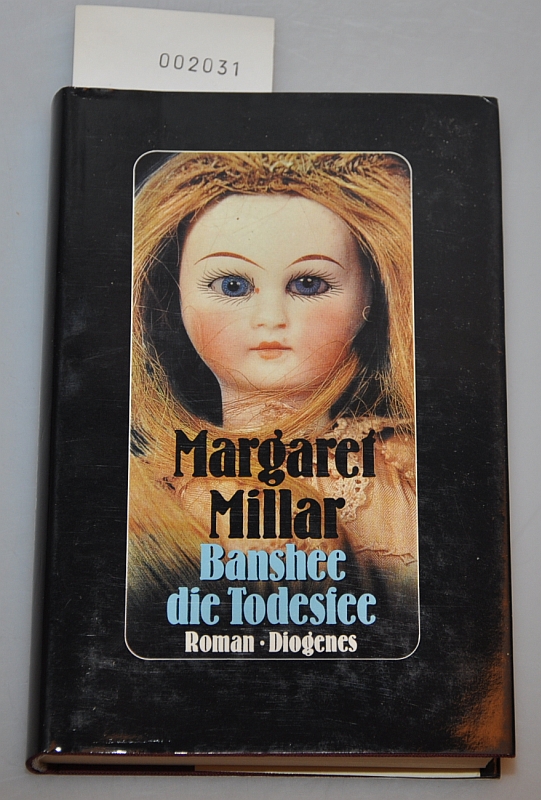 002031
Margaret
Millar
Banshee
die Todesfee
Roman · Diogenes